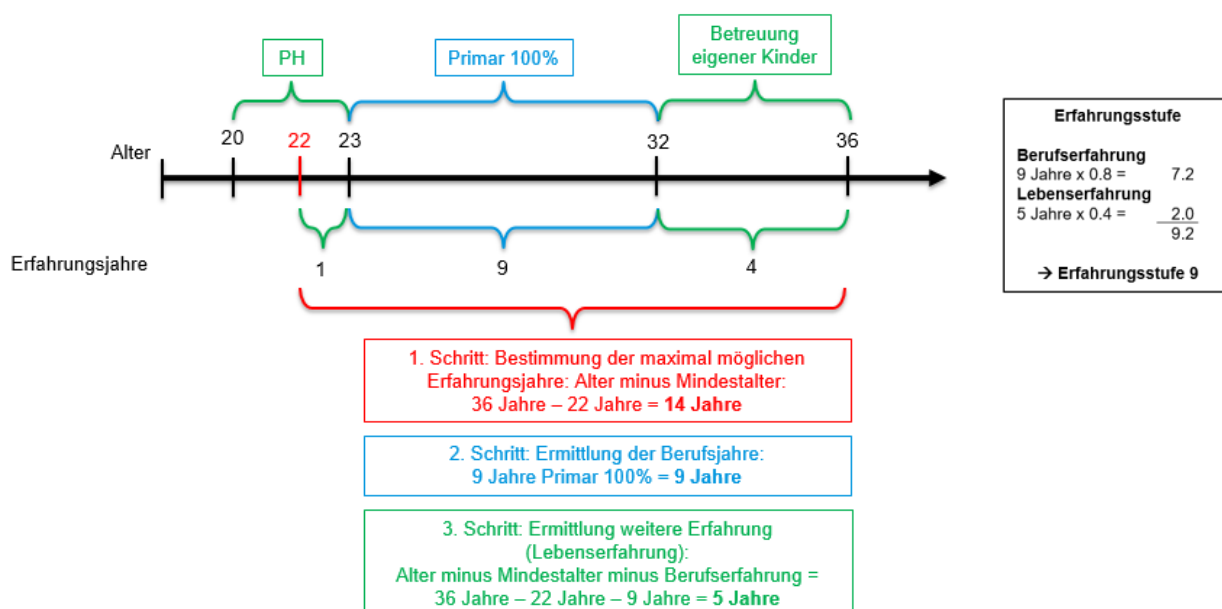 PH
Primar 100%
Betreuung
eigener Kinder
Alter
20
22
23
32
36
Erfahrungsjahre
1
9
4
1. Schritt: Bestimmung der maximal möglichen
Erfahrungsjahre: Alter minus Mindestalter:
36 Jahre – 22 Jahre = 14 Jahre
2. Schritt: Ermittlung der Berufsjahre:
9 Jahre Primar 100% = 9 Jahre
3. Schritt: Ermittlung weitere Erfahrung
(Lebenserfahrung):
Alter minus Mindestalter minus Berufserfahrung =
36 Jahre – 22 Jahre – 9 Jahre = 5 Jahre
Erfahrungsstufe
Berufserfahrung
9 Jahre x 0.8 = 7.2
Lebenserfahrung
5 Jahre x 0.4 = 2.0
9.2
→ Erfahrungsstufe 9